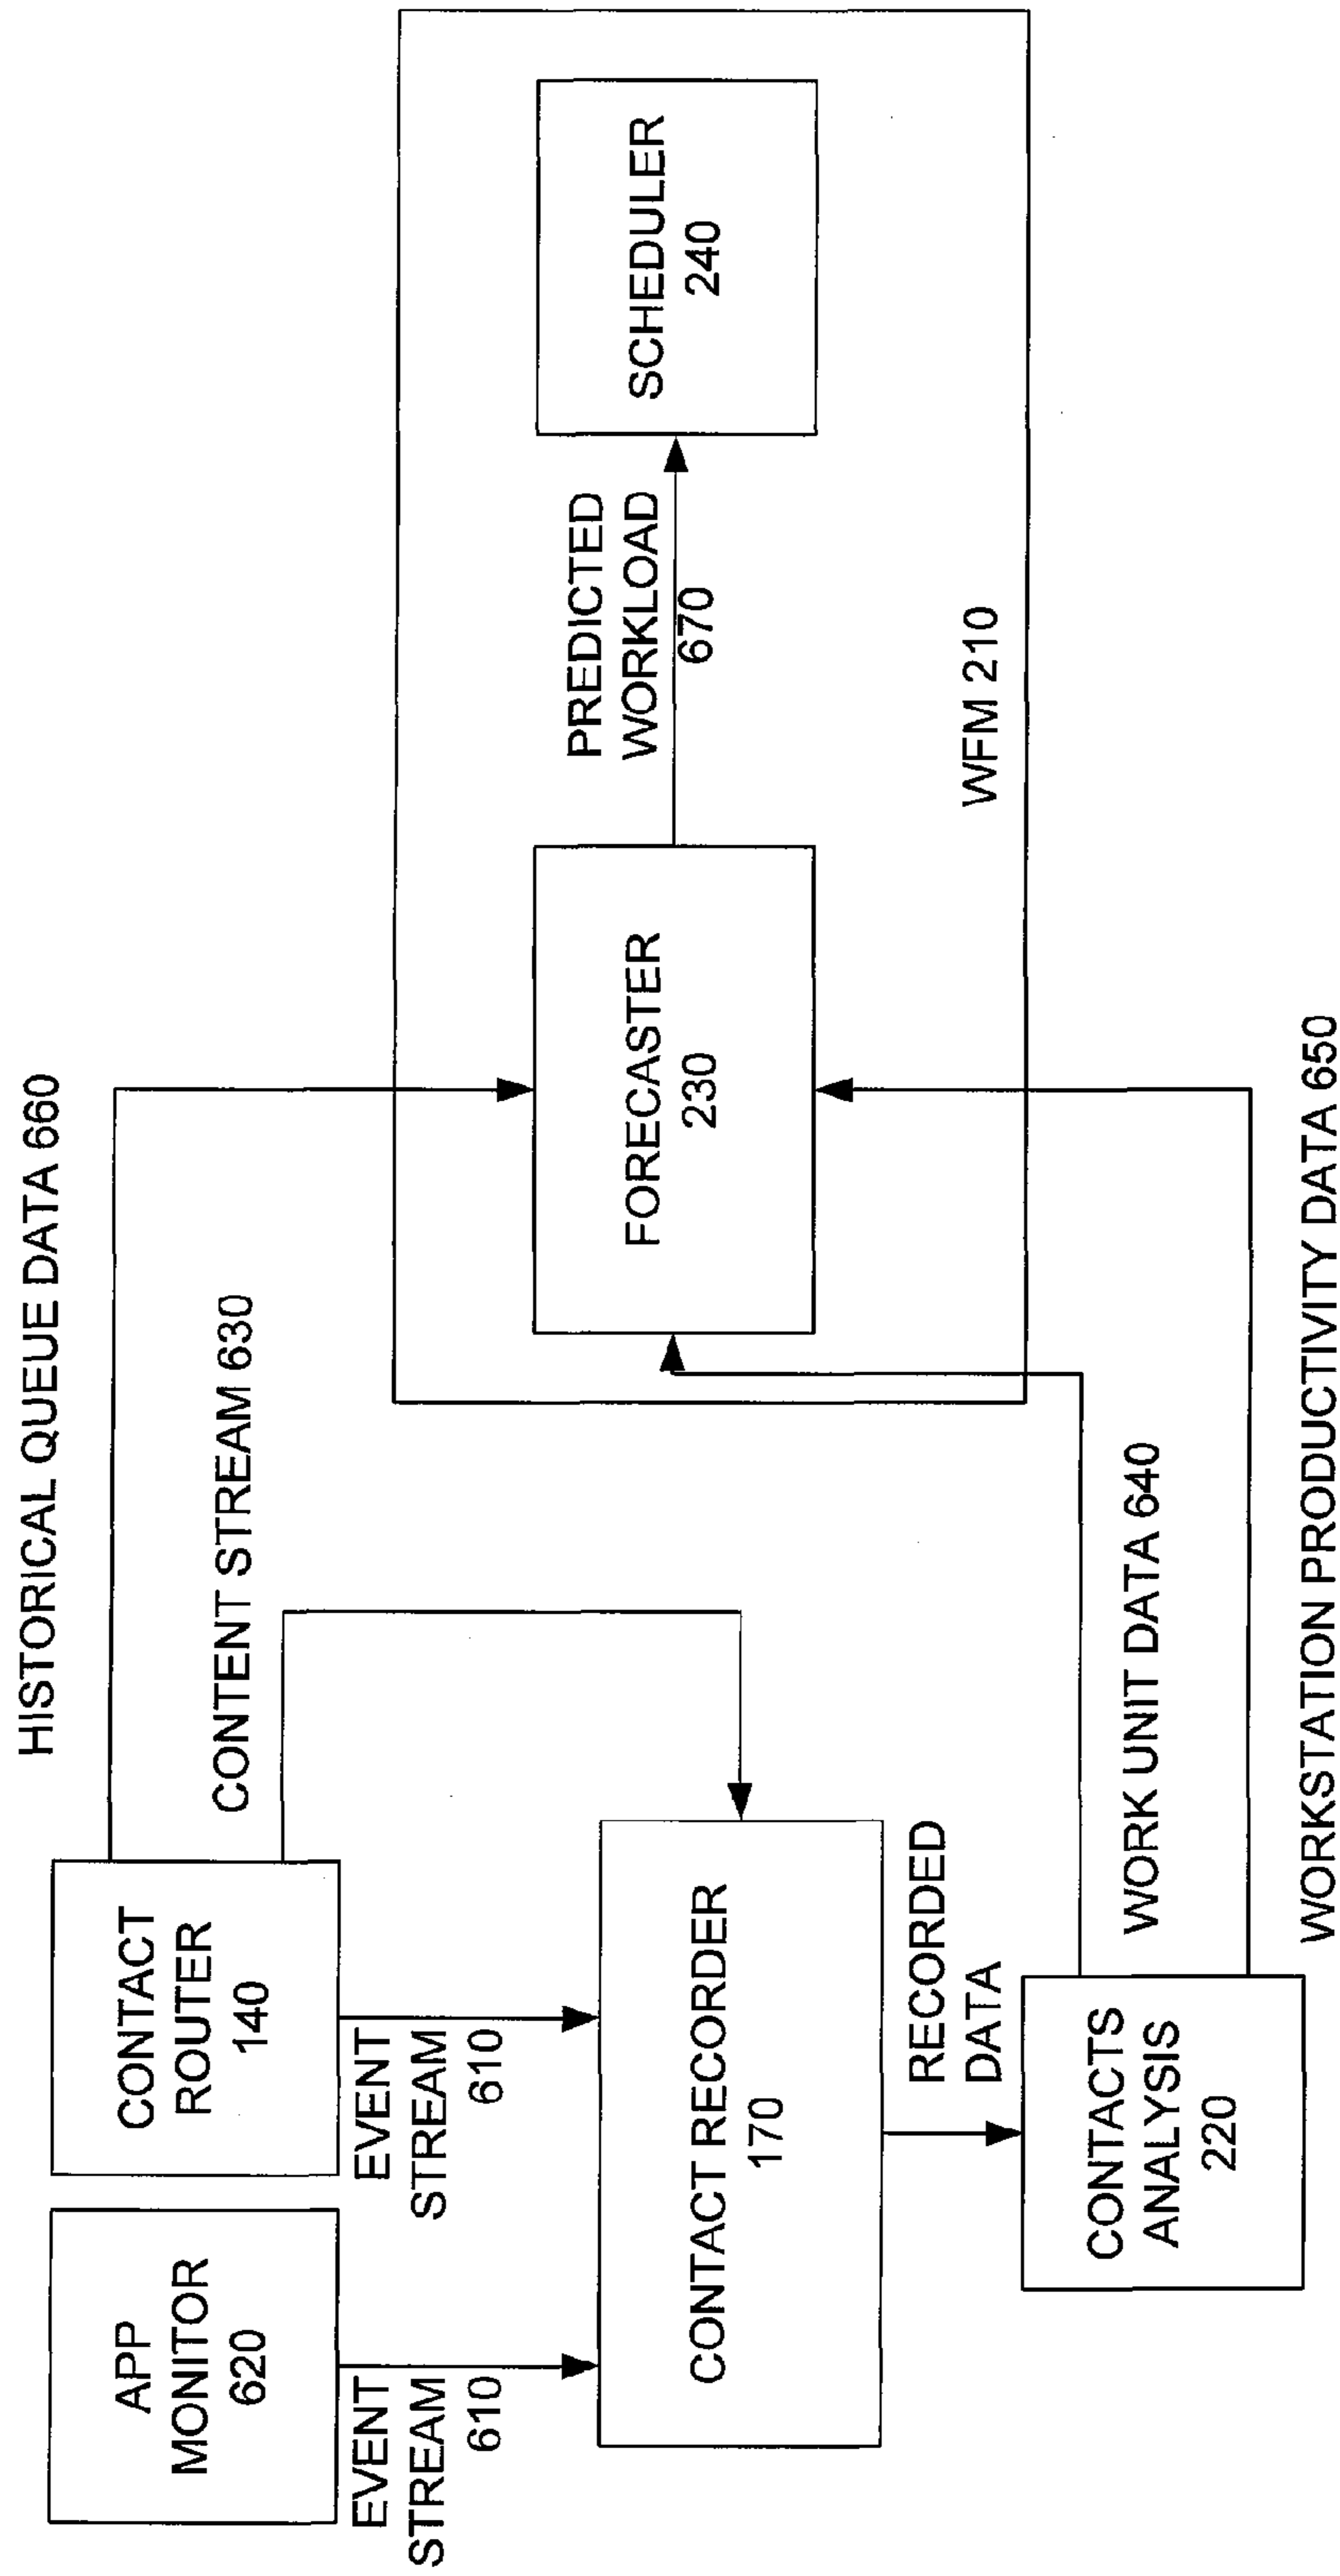 HISTORICAL QUEUE DATA 660
CONTENT STREAM 630
APP
MONITOR
620
CONTACT
ROUTER
140
EVENT
STREAM
610
EVENT
STREAM
610
CONTACT RECORDER
170
RECORDED
DATA
CONTACTS
ANALYSIS
220
WORK UNIT DATA 640
WORKSTATION PRODUCTIVITY DATA 650
FORECASTER
230
PREDICTED
WORKLOAD
670
SCHEDULER
240
WFM 210